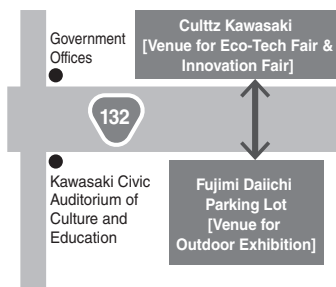 Government
Offices
Culttz Kawasaki
[Venue for Eco-Tech Fair &
Innovation Fair]
132
Kawasaki Civic
Auditorium of
Culture and
Education
Fujimi Daiichi
Parking Lot
[Venue for
Outdoor Exhibition]